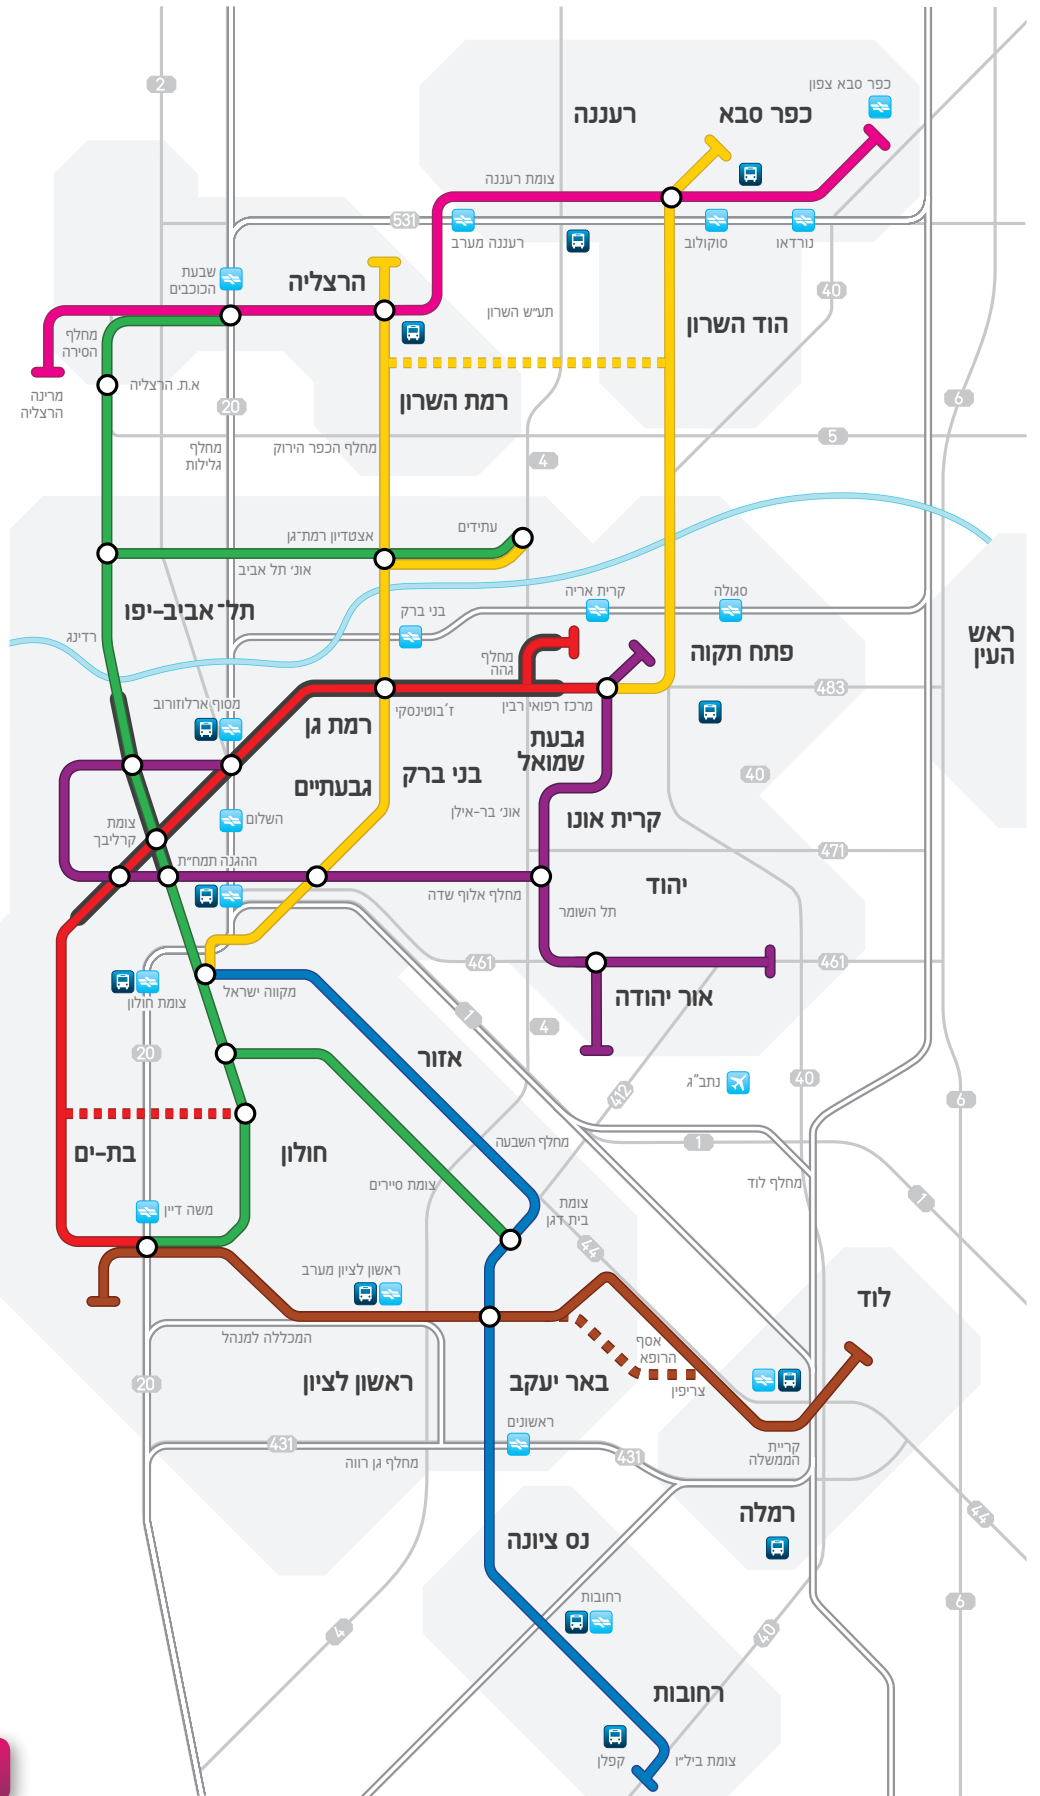 כפר סבא צפון
2
רעננה
כפר סבא
צומת רעננה
531
רעננה מערב
סוקולוב
נורדאו
שבעת
הכוכבים
הרצליה
40
תע״ש השרון
הוד השרון
מחלף
הסירה
א.ת. הרצליה
מרינה
הרצליה
רמת השרון
20
6
5
מחלף
גלילות
מחלף הכפר הירוק
4
עתידים
אצטדיון רמת־גן
אונ׳ תל אביב
תל־אביב-יפו
בני ברק
קרית אריה
סגולה
רדינג
ראש
העין
מחלף
גהה
פתח תקוה
483
מסוף ארלוזורוב
ז׳בוטינסקי
מרכז רפואי רבין
רמת גן
גבעת
שמואל
בני ברק
40
גבעתיים
צומת
קרליבך
השלום
אונ׳ בר-אילן
קרית אונו
471
ההגנה תמח״ת
מחלף אלוף שדה
יהוד
תל השומר
461
461
מקווה ישראל
צומת חולון
אור יהודה
1
4
20
אזור
412
נתב״ג
40
6
בת-ים
חולון
מחלף השבעה
1
מחלף לוד
צומת סיירים
1
משה דיין
צומת
בית דגן
44
ראשון לציון מערב
לוד
המכללה למנהל
אסף
הרופא
צריפין
20
ראשון לציון
באר יעקב
ראשונים
431
מחלף גן רווה
431
קריית
הממשלה
רמלה
44
נס ציונה
רחובות
6
4
40
רחובות
קפלן
צומת ביל״ו